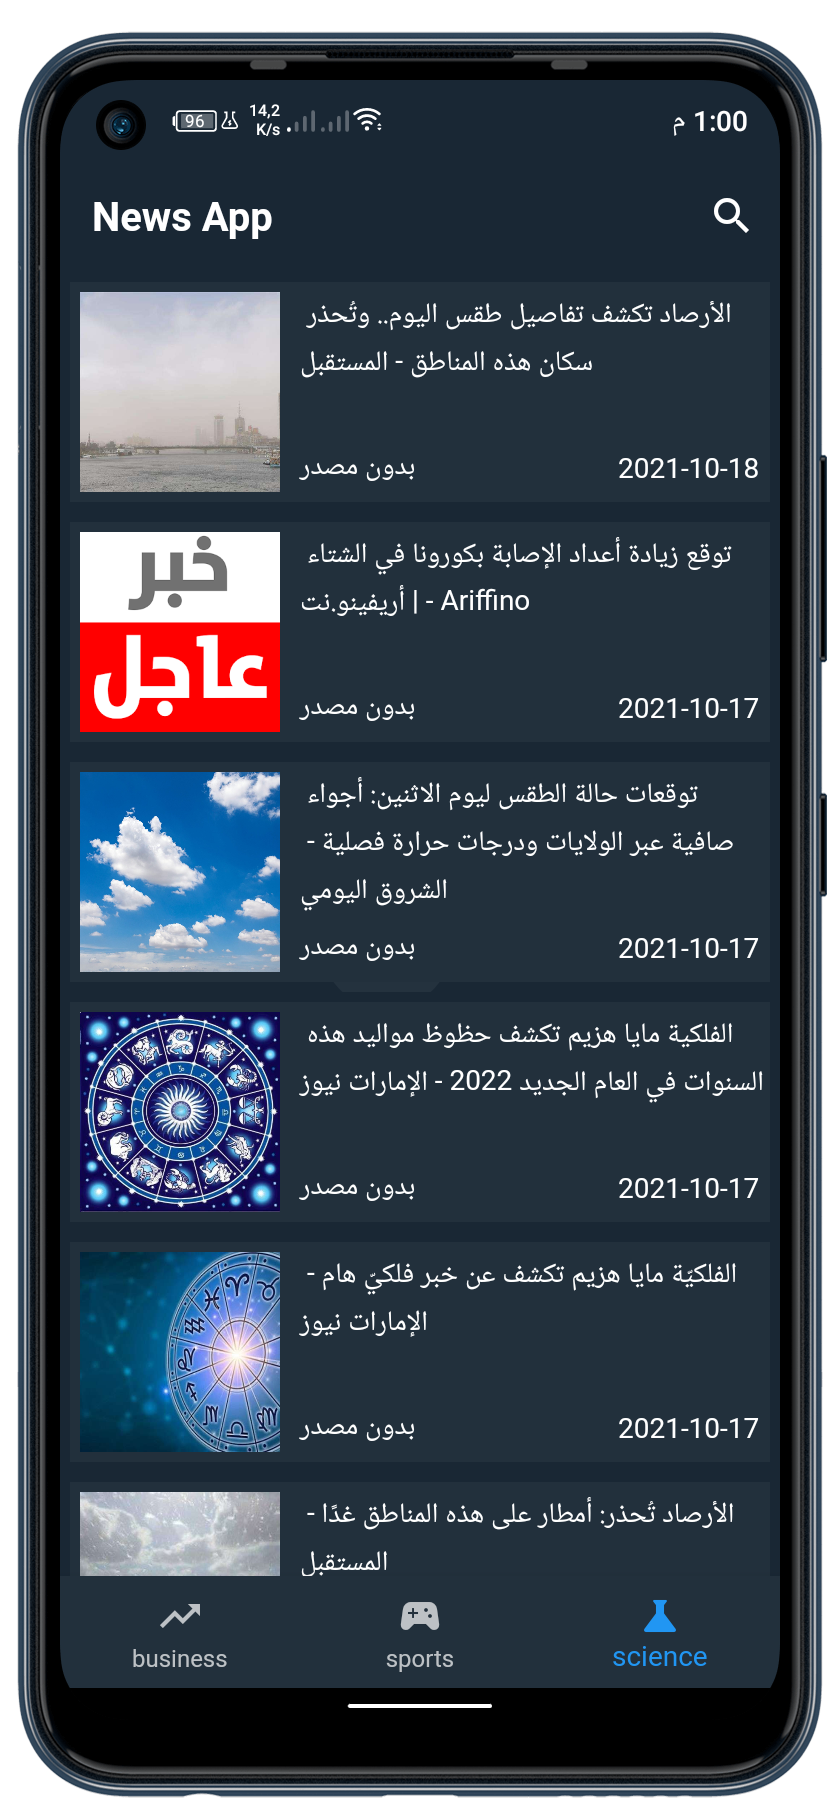 96
14,2
K/s
1:00 م
News App
الأرصاد تكشف تفاصيل طقس اليوم.. وتُحذر
سكان هذه المناطق - المستقبل
بدون مصدر
2021-10-18
خبر
عاجل
توقع زيادة أعداد الإصابة بكورونا في الشتاء
أريفينو.نت | - Ariffino
بدون مصدر
2021-10-17
توقعات حالة الطقس ليوم الاثنين: أجواء
صافية عبر الولايات ودرجات حرارة فصلية -
الشروق اليومي
بدون مصدر
2021-10-17
الفلكية مايا هزيم تكشف حظوظ مواليد هذه
السنوات في العام الجديد 2022 - الإمارات نيوز
بدون مصدر
2021-10-17
الفلكيّة مايا هزيم تكشف عن خبر فلكيّ هام -
الإمارات نيوز
بدون مصدر
2021-10-17
الأرصاد تُحذر: أمطار على هذه المناطق غدًا -
المستقبل
business
sports
science